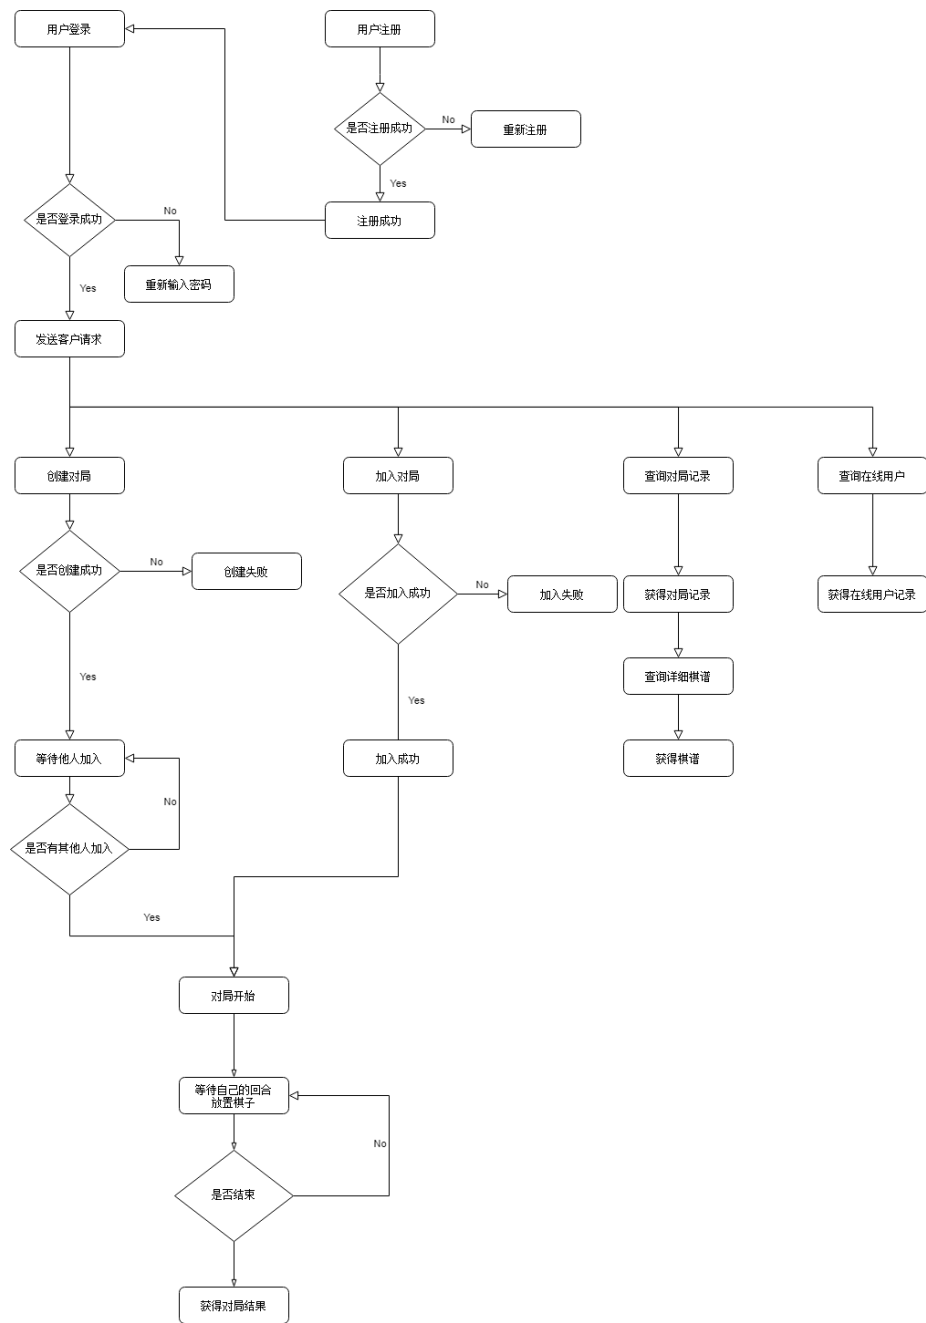 用户登录
用户注册
是否注册成功
No
重新注册
Yes
注册成功
是否登录成功
No
重新输入密码
Yes
发送客户请求
创建对局
加入对局
查询对局记录
查询在线用户
是否创建成功
No
创建失败
是否加入成功
No
加入失败
获得对局记录
获得在线用户记录
Yes
查询详细棋谱
Yes
等待他人加入
加入成功
获得棋谱
No
是否有其他人加入
Yes
对局开始
等待自己的回合
放置棋子
No
是否结束
获得对局结果